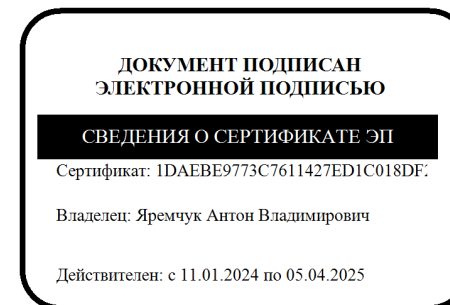 ДОКУМЕНТ ПОДПИСАН
ЭЛЕКТРОННОЙ ПОДПИСЬЮ
СВЕДЕНИЯ О СЕРТИФИКАТЕ ЭП
Сертификат: 1DAEBE9773C7611427ED1C018DF
Владелец: Яремчук Антон Владимирович
Действителен: с 11.01.2024 по 05.04.2025